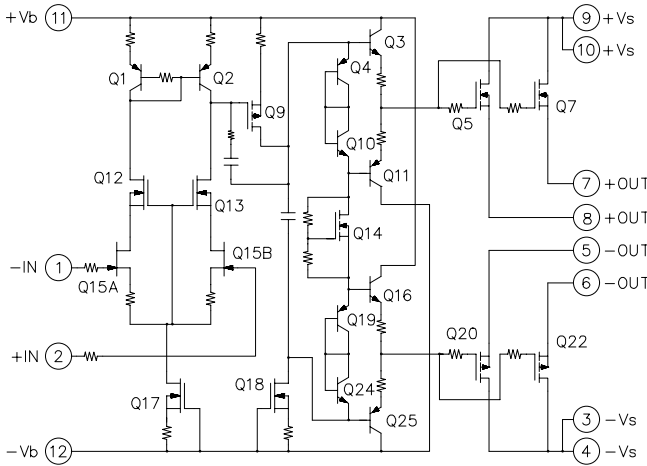 +Vb 11
Q3
9 +Vs
Q4
10 +Vs
Q1
Q2
Q9
Q5
Q7
Q10
Q12
Q11
7 +OUT
Q13
8 +OUT
Q14
5 -OUT
Q15B
-IN 1
6 -OUT
Q15A
Q16
Q19
Q20
Q22
+IN 2
Q18
Q24
Q17
3 -Vs
Q25
-Vb 12
4 -Vs